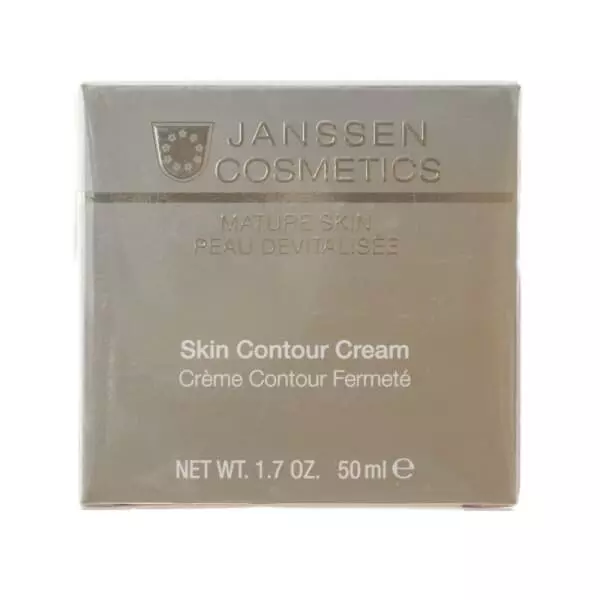 JANSSEN
COSMETICS
MATURE SKIN
PEAU DEVITALISÉE
Skin Contour Cream
Crème Contour Fermeté
NET WT. 1.7 OZ. 50 ml ℮